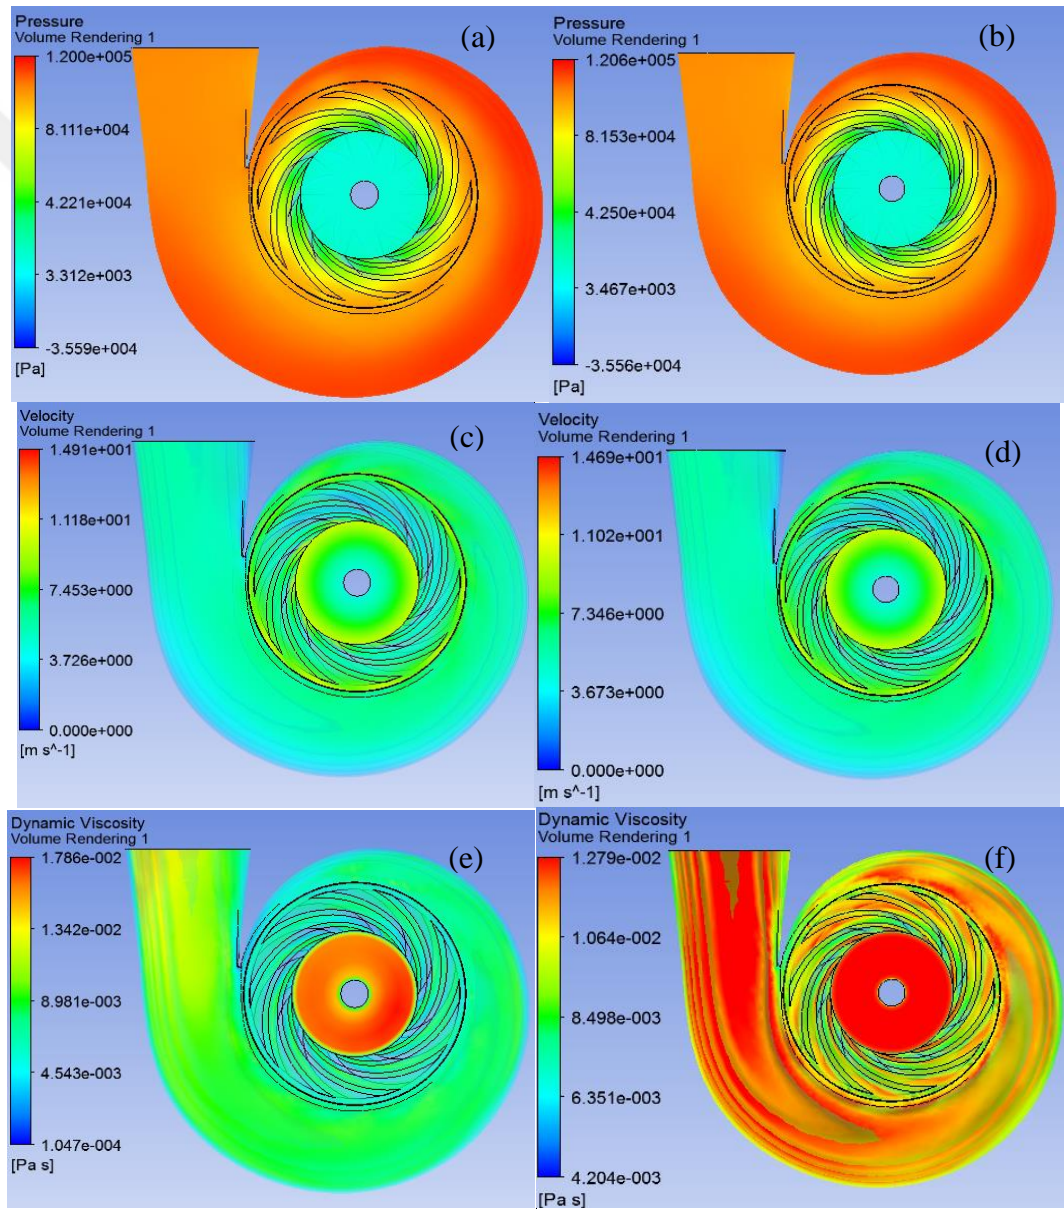 Pressure
Volume Rendering 1
1.200e+005
8.111e+004
4.221e+004
3.312e+003
-3.559e+004
[Pa]
(a)
Pressure
Volume Rendering 1
1.206e+005
8.153e+004
4.250e+004
3.467e+003
-3.556e+004
[Pa]
(b)
Velocity
Volume Rendering 1
1.491e+001
1.118e+001
7.453e+000
3.726e+000
0.000e+000
[m s^-1]
(c)
Velocity
Volume Rendering 1
1.469e+001
1.102e+001
7.346e+000
3.673e+000
0.000e+000
[m s^-1]
(d)
Dynamic Viscosity
Volume Rendering 1
1.786e-002
1.342e-002
8.981e-003
4.543e-003
1.047e-004
[Pa s]
(e)
Dynamic Viscosity
Volume Rendering 1
1.279e-002
1.064e-002
8.498e-003
6.351e-003
4.204e-003
[Pa s]
(f)